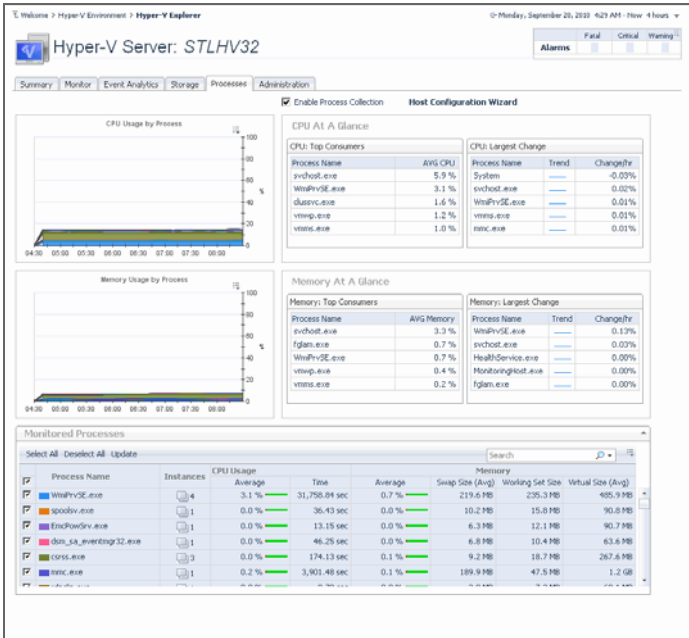 Welcome > Hyper-V Environment > Hyper-V Explorer
Monday, September 20, 2010 4:29 AM - Now 4 hours
Hyper-V Server: STLHV32
Fatal Critical Warning
Alarms
Summary Monitor Event Analytics Storage Processes Administration
Enable Process Collection Host Configuration Wizard
CPU Usage by Process
100
80
60
%
40
20
0
04:30 05:00 05:30 06:00 06:30 07:00 07:30 08:00
CPU At A Glance
CPU: Top Consumers
Process Name AVG CPU
svchost.exe 5.9 %
WmiPrvSE.exe 3.1 %
clussvc.exe 1.6 %
vmwp.exe 1.2 %
vmms.exe 1.0 %
CPU: Largest Change
Process Name Trend Change/hr
System -0.03%
svchost.exe 0.02%
WmiPrvSE.exe 0.01%
vmms.exe 0.01%
mmc.exe 0.01%
Memory Usage by Process
100
80
60
%
40
20
0
04:30 05:00 05:30 06:00 06:30 07:00 07:30 08:00
Memory At A Glance
Memory: Top Consumers
Process Name AVG Memory
svchost.exe 3.3 %
fglam.exe 0.7 %
WmiPrvSE.exe 0.7 %
vmwp.exe 0.4 %
vmms.exe 0.2 %
Memory: Largest Change
Process Name Trend Change/hr
WmiPrvSE.exe 0.13%
svchost.exe 0.03%
HealthService.exe 0.00%
MonitoringHost.exe 0.00%
fglam.exe 0.00%
Monitored Processes
Select All Deselect All Update
Search
CPU Usage Memory
Process Name Instances Average Time Average Swap Size (Avg) Working Set Size Virtual Size (Avg)
WmiPrvSE.exe 4 3.1 % 31,758.84 sec 0.7 % 219.6 MB 235.3 MB 485.9 MB
spoolsv.exe 1 0.0 % 36.43 sec 0.0 % 10.2 MB 15.8 MB 90.8 MB
EmcPowSrv.exe 1 0.0 % 13.15 sec 0.0 % 6.3 MB 12.1 MB 90.7 MB
dsm_sa_eventmgr32.exe 1 0.0 % 46.25 sec 0.0 % 6.8 MB 10.4 MB 63.6 MB
csrss.exe 3 0.0 % 174.13 sec 0.1 % 9.2 MB 18.7 MB 267.6 MB
mmc.exe 1 0.2 % 3,901.48 sec 0.1 % 189.9 MB 47.5 MB 1.2 GB